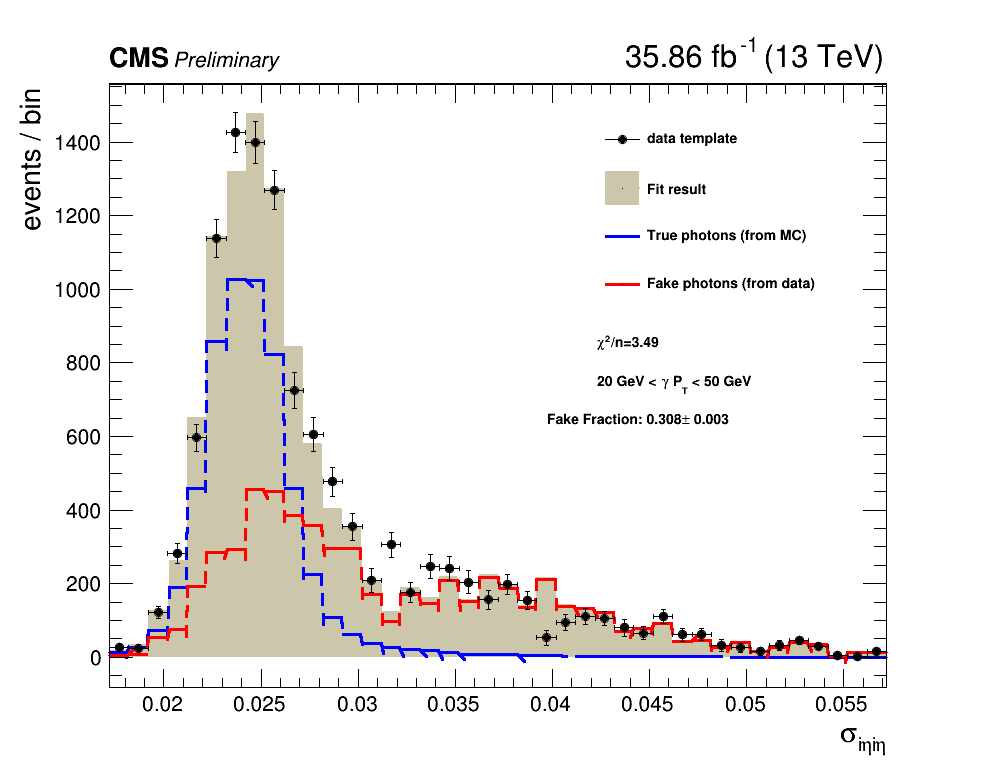 CMS Preliminary 35.86 fb⁻¹ (13 TeV)
events / bin
1400
1200
1000
800
600
400
200
0
data template
Fit result
True photons (from MC)
Fake photons (from data)
χ²/n=3.49
20 GeV < γ P_T < 50 GeV
Fake Fraction: 0.308± 0.003
0.02 0.025 0.03 0.035 0.04 0.045 0.05 0.055
σ_iηiη